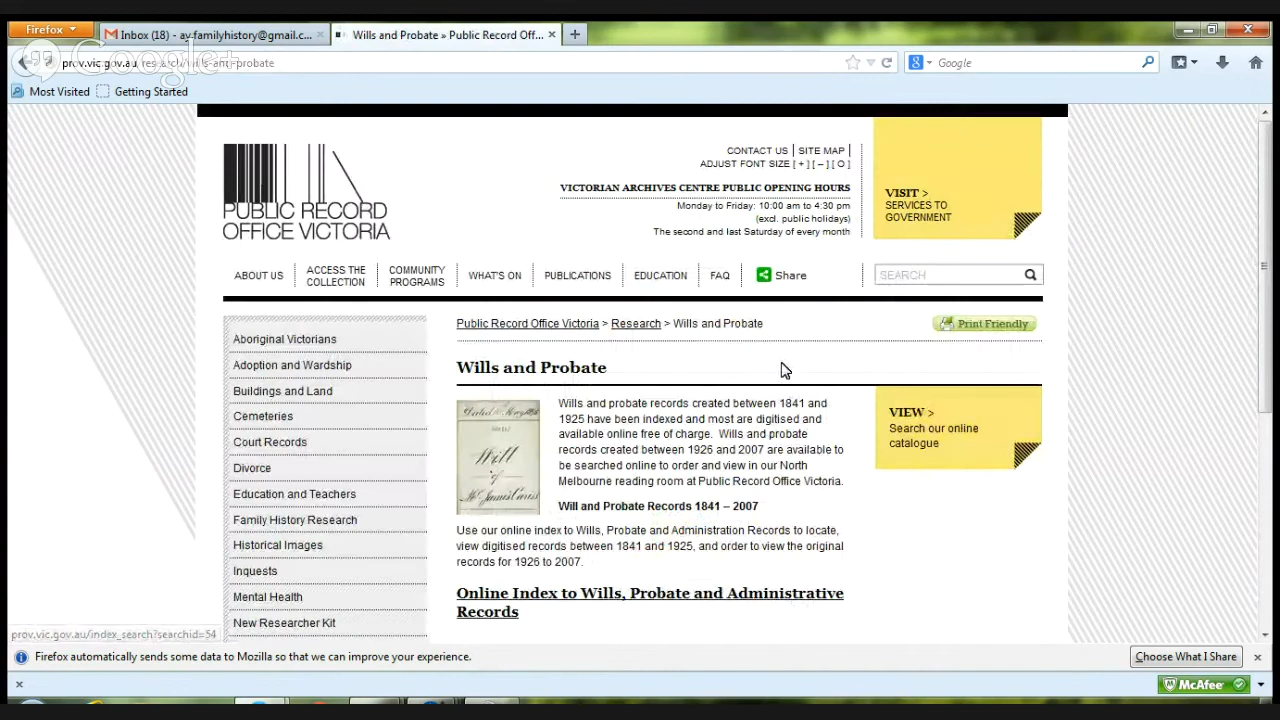 Firefox
Inbox (18) - ay.familyhistory@gmail.c...
Wills and Probate » Public Record Off...
Google+
prov.vic.gov.au/research/wills-and-probate
Google
Most Visited
Getting Started
CONTACT US | SITE MAP |
ADJUST FONT SIZE [ + ] [ – ] [ O ]
VICTORIAN ARCHIVES CENTRE PUBLIC OPENING HOURS
Monday to Friday: 10:00 am to 4:30 pm
(excl. public holidays)
The second and last Saturday of every month
VISIT >
SERVICES TO
GOVERNMENT
PUBLIC RECORD
OFFICE VICTORIA
ABOUT US
ACCESS THE
COLLECTION
COMMUNITY
PROGRAMS
WHAT'S ON
PUBLICATIONS
EDUCATION
FAQ
Share
SEARCH
Public Record Office Victoria > Research > Wills and Probate
Print Friendly
Aboriginal Victorians
Adoption and Wardship
Buildings and Land
Cemeteries
Court Records
Divorce
Education and Teachers
Family History Research
Historical Images
Inquests
Mental Health
New Researcher Kit
Wills and Probate
Will
of
Wills and probate records created between 1841 and
1925 have been indexed and most are digitised and
available online free of charge. Wills and probate
records created between 1926 and 2007 are available to
be searched online to order and view in our North
Melbourne reading room at Public Record Office Victoria.
Will and Probate Records 1841 – 2007
Use our online index to Wills, Probate and Administration Records to locate,
view digitised records between 1841 and 1925, and order to view the original
records for 1926 to 2007.
Online Index to Wills, Probate and Administrative
Records
VIEW >
Search our online
catalogue
prov.vic.gov.au/index_search?searchid=54
Firefox automatically sends some data to Mozilla so that we can improve your experience.
Choose What I Share
McAfee